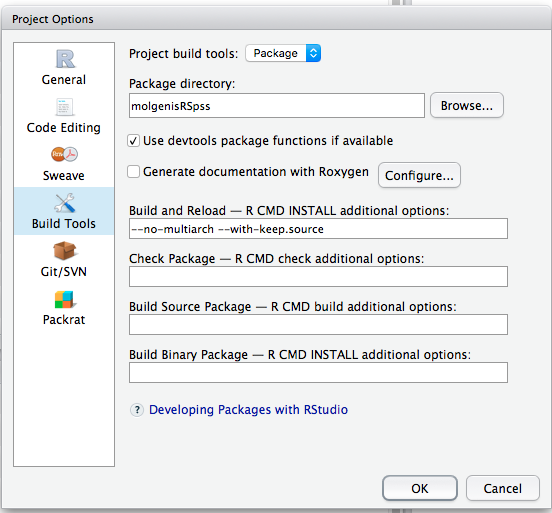 Project Options
General
Code Editing
Sweave
Build Tools
Git/SVN
Packrat
Project build tools: Package
Package directory:
molgenisRSpss Browse...
Use devtools package functions if available
Generate documentation with Roxygen Configure...
Build and Reload — R CMD INSTALL additional options:
--no-multiarch --with-keep.source
Check Package — R CMD check additional options:
Build Source Package — R CMD build additional options:
Build Binary Package — R CMD INSTALL additional options:
? Developing Packages with RStudio
OK Cancel